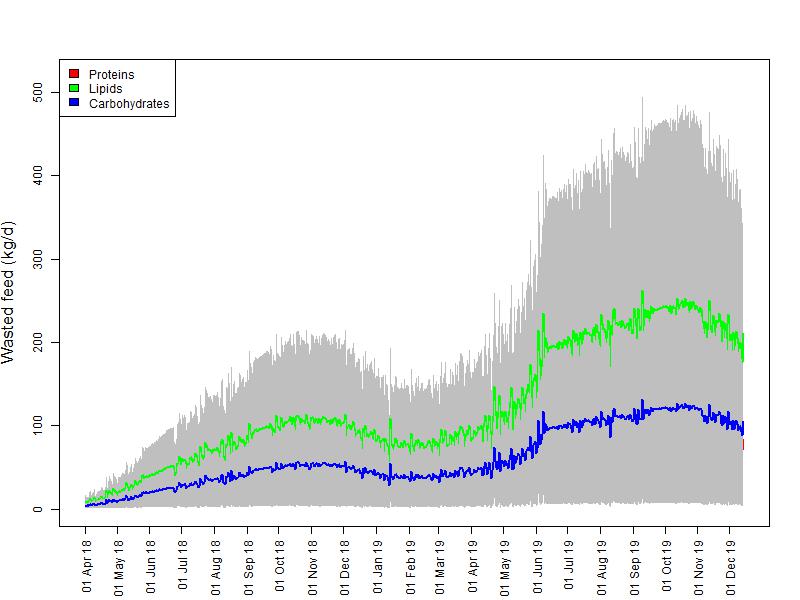 Proteins
Lipids
Carbohydrates
Wasted feed (kg/d)
500
400
300
200
100
0
01 Apr 18
01 May 18
01 Jun 18
01 Jul 18
01 Aug 18
01 Sep 18
01 Oct 18
01 Nov 18
01 Dec 18
01 Jan 19
01 Feb 19
01 Mar 19
01 Apr 19
01 May 19
01 Jun 19
01 Jul 19
01 Aug 19
01 Sep 19
01 Oct 19
01 Nov 19
01 Dec 19